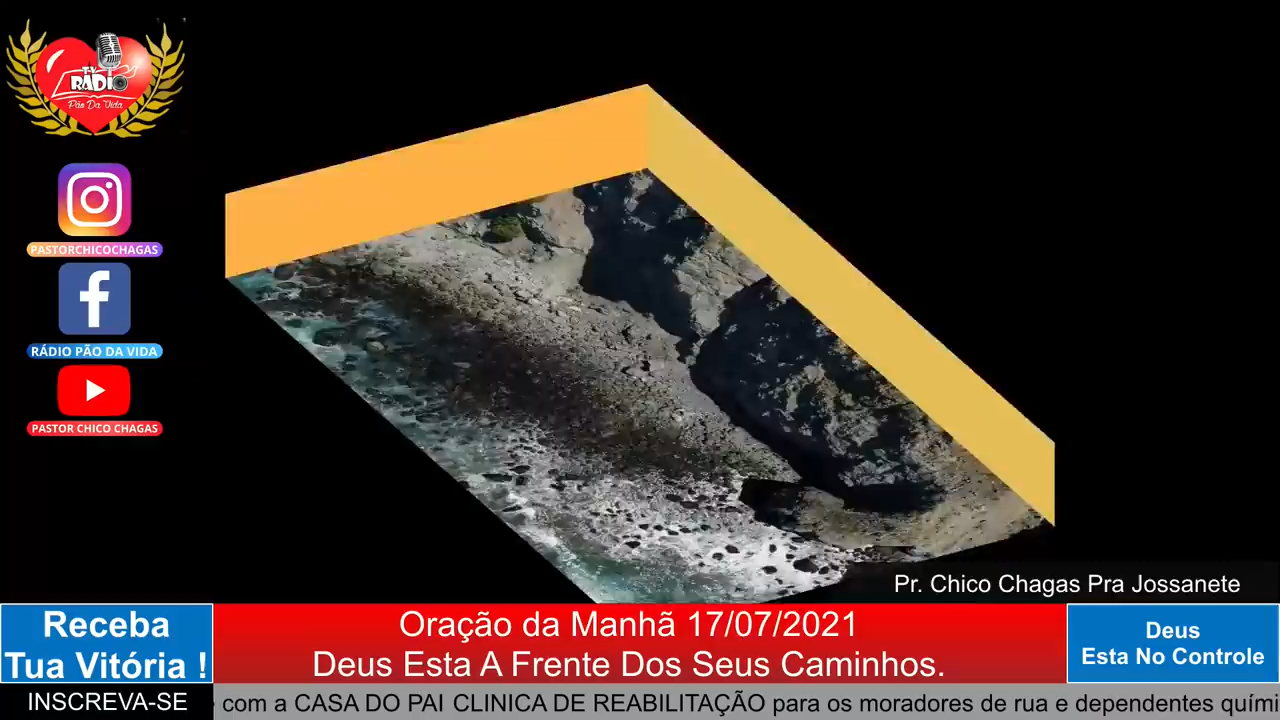 TV
RÁDIO
Pão Da Vida
PASTORCHICOCHAGAS
RÁDIO PÃO DA VIDA
PASTOR CHICO CHAGAS
Pr. Chico Chagas Pra Jossanete
Receba
Tua Vitória !
Oração da Manhã 17/07/2021
Deus Esta A Frente Dos Seus Caminhos.
Deus
Esta No Controle
INSCREVA-SE
com a CASA DO PAI CLINICA DE REABILITAÇÃO para os moradores de rua e dependentes quími